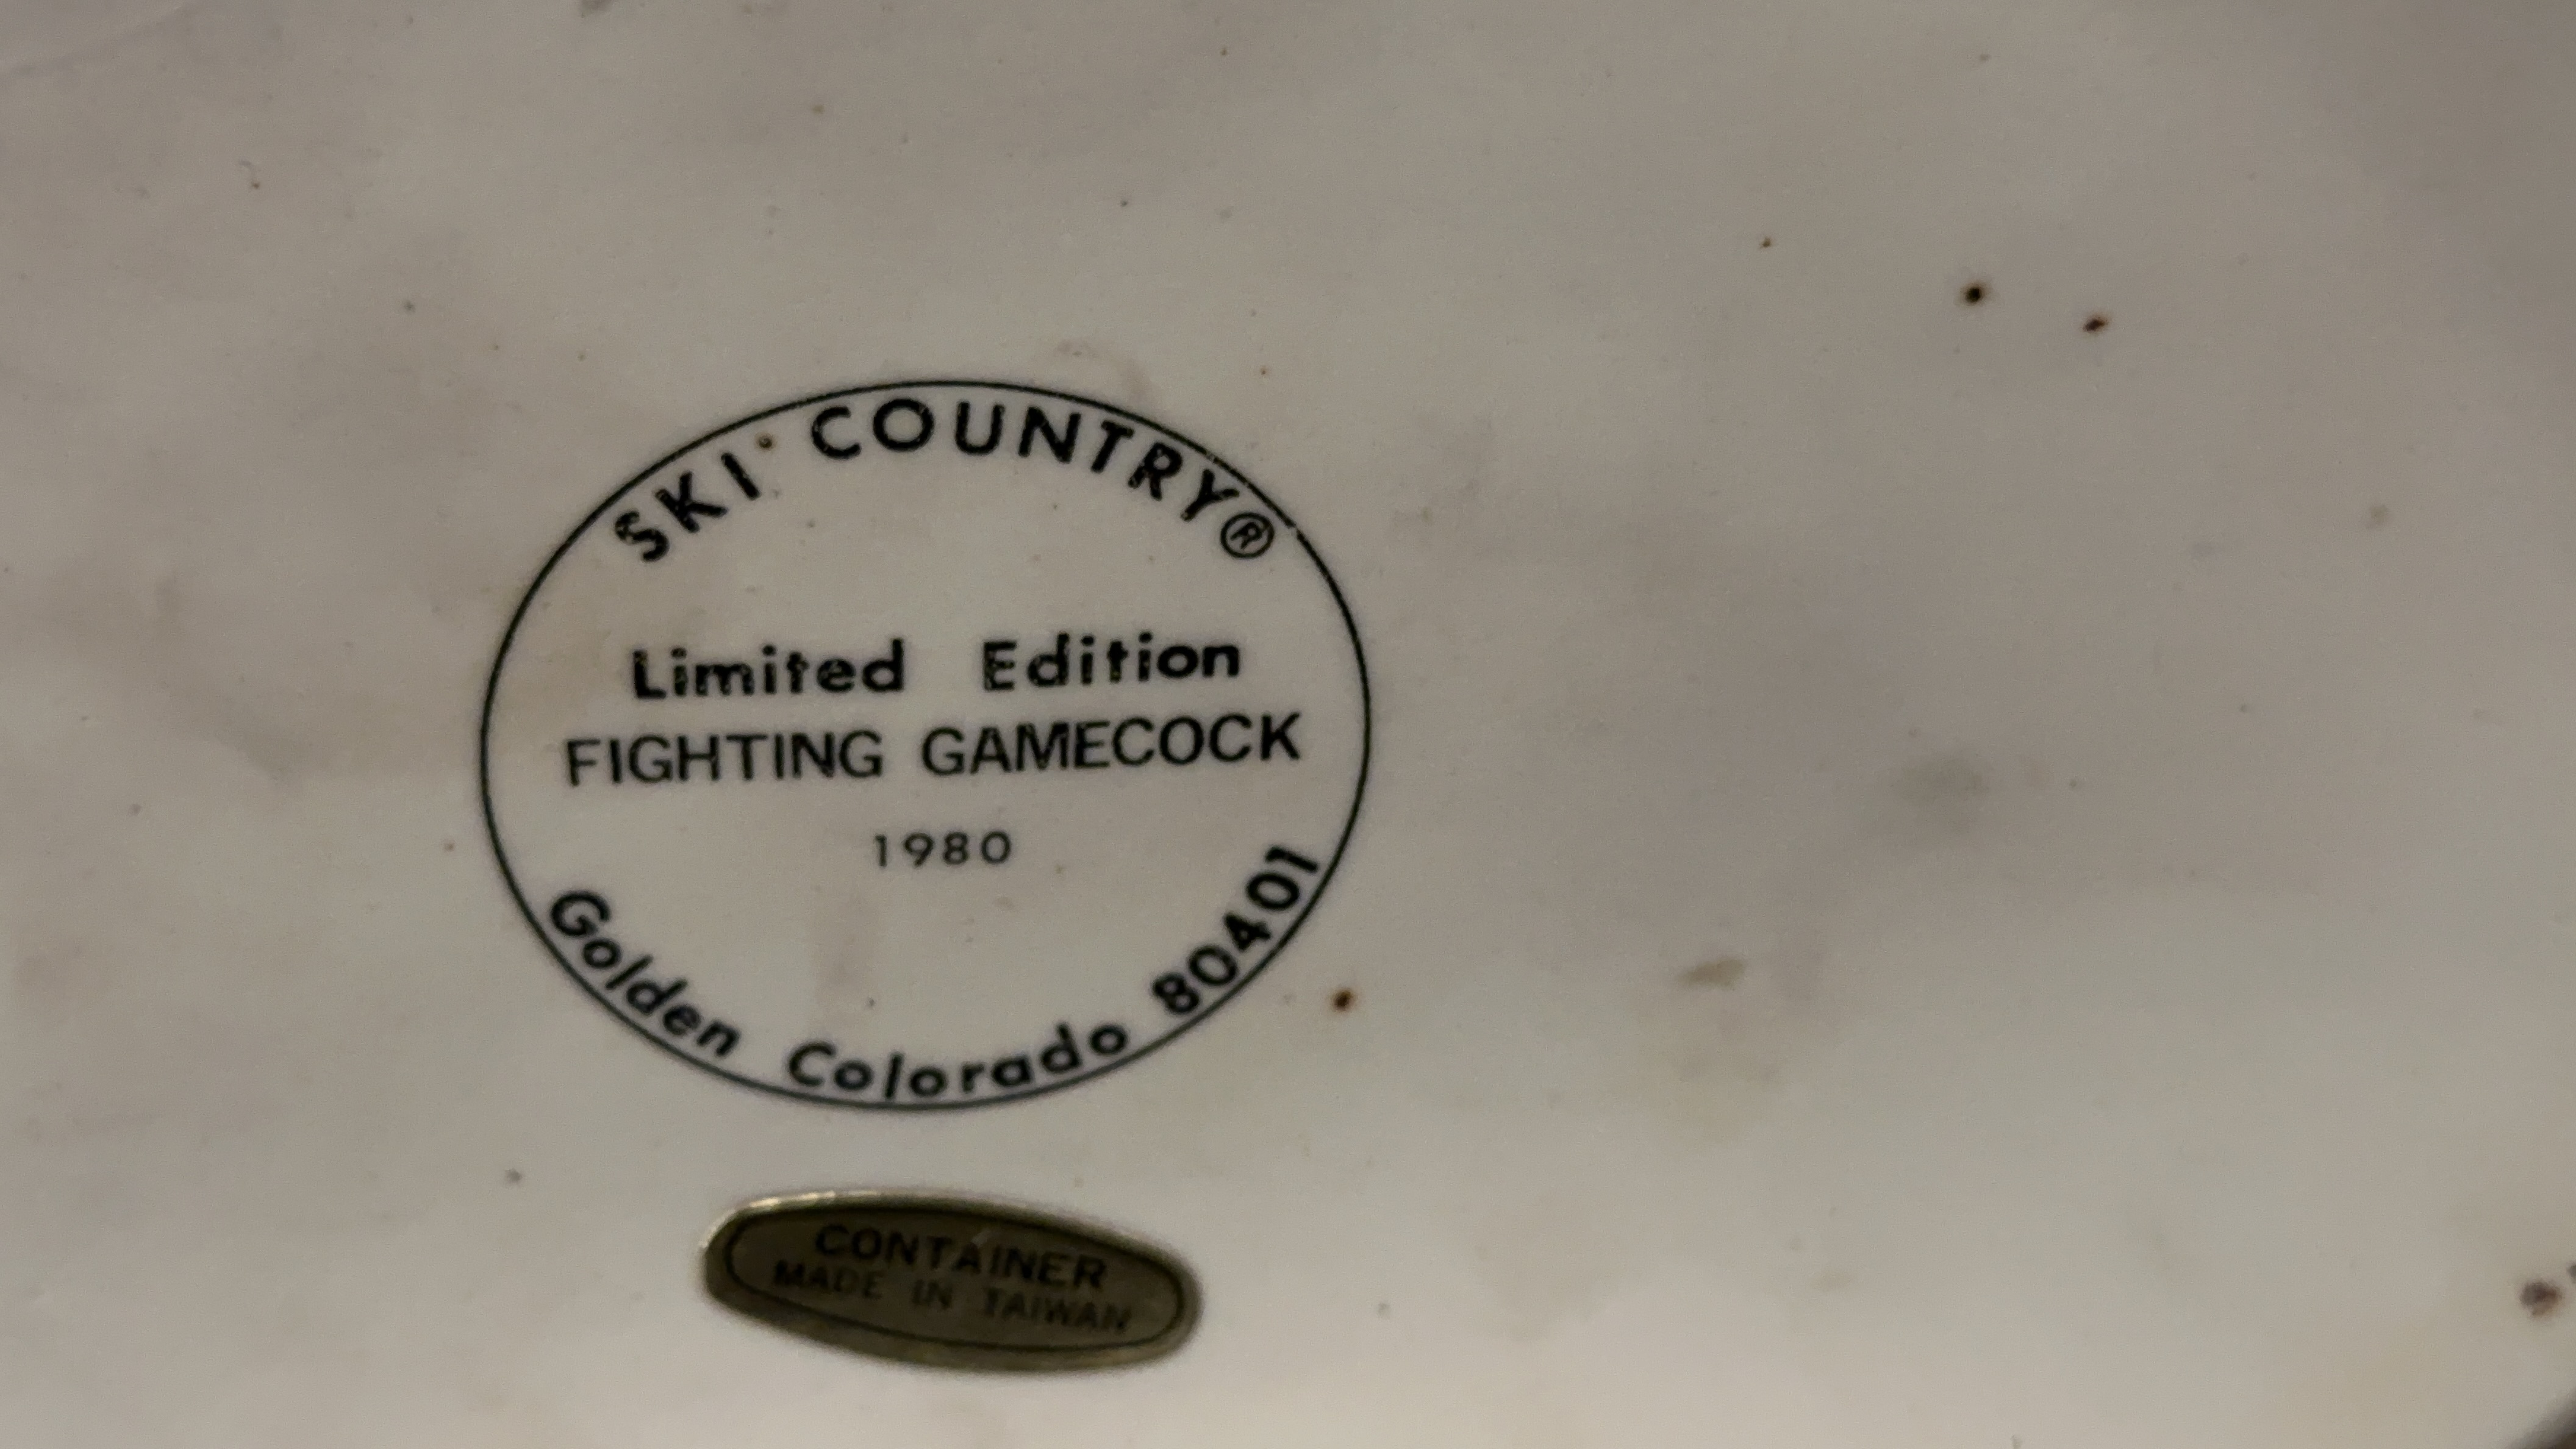 SKI COUNTRY®
Limited Edition
FIGHTING GAMECOCK
1980
Golden Colorado 80401
CONTAINER
MADE IN TAIWAN